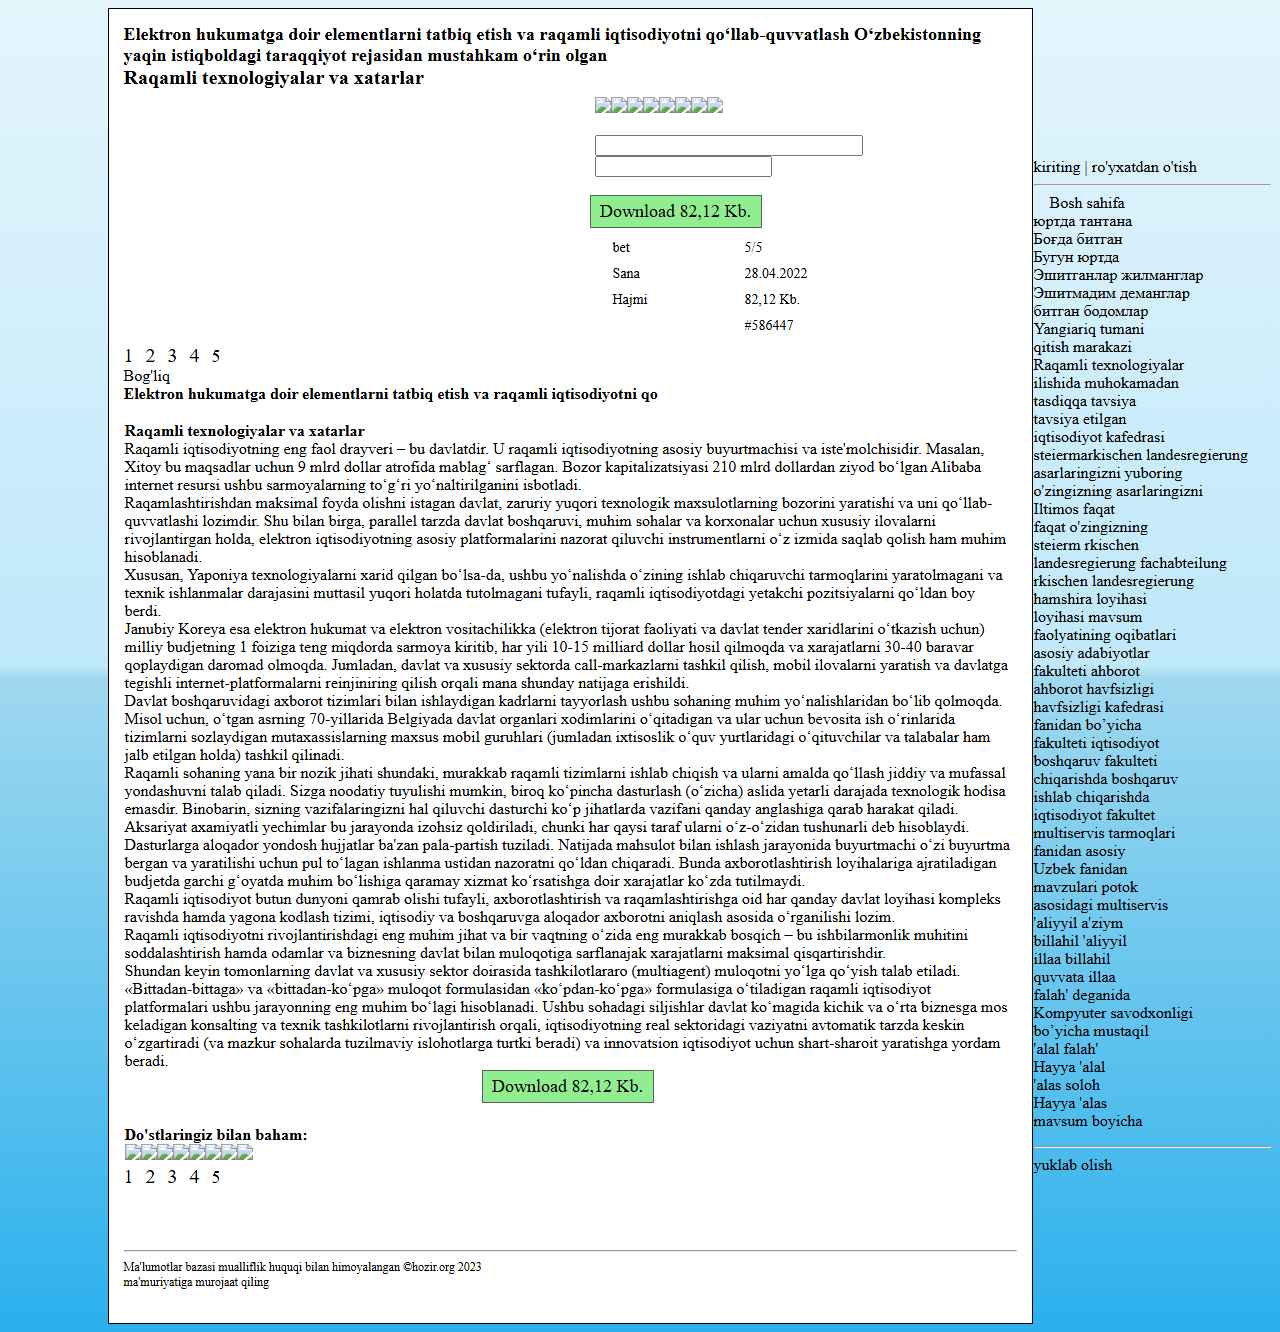 Elektron hukumatga doir elementlarni tatbiq etish va raqamli iqtisodiyotni qo‘llab-quvvatlash O‘zbekistonning
yaqin istiqboldagi taraqqiyot rejasidan mustahkam o‘rin olgan
Raqamli texnologiyalar va xatarlar
Download 82,12 Kb.
bet 5/5
Sana 28.04.2022
Hajmi 82,12 Kb.
#586447
1 2 3 4 5
Bog'liq
Elektron hukumatga doir elementlarni tatbiq etish va raqamli iqtisodiyotni qo
Raqamli texnologiyalar va xatarlar
Raqamli iqtisodiyotning eng faol drayveri – bu davlatdir. U raqamli iqtisodiyotning asosiy buyurtmachisi va iste'molchisidir. Masalan,
Xitoy bu maqsadlar uchun 9 mlrd dollar atrofida mablag‘ sarflagan. Bozor kapitalizatsiyasi 210 mlrd dollardan ziyod bo‘lgan Alibaba
internet resursi ushbu sarmoyalarning to‘g‘ri yo‘naltirilganini isbotladi.
Raqamlashtirishdan maksimal foyda olishni istagan davlat, zaruriy yuqori texnologik maxsulotlarning bozorini yaratishi va uni qo‘llab-
quvvatlashi lozimdir. Shu bilan birga, parallel tarzda davlat boshqaruvi, muhim sohalar va korxonalar uchun xususiy ilovalarni
rivojlantirgan holda, elektron iqtisodiyotning asosiy platformalarini nazorat qiluvchi instrumentlarni o‘z izmida saqlab qolish ham muhim
hisoblanadi.
Xususan, Yaponiya texnologiyalarni xarid qilgan bo‘lsa-da, ushbu yo‘nalishda o‘zining ishlab chiqaruvchi tarmoqlarini yaratolmagani va
texnik ishlanmalar darajasini muttasil yuqori holatda tutolmagani tufayli, raqamli iqtisodiyotdagi yetakchi pozitsiyalarni qo‘ldan boy
berdi.
Janubiy Koreya esa elektron hukumat va elektron vositachilikka (elektron tijorat faoliyati va davlat tender xaridlarini o‘tkazish uchun)
milliy budjetning 1 foiziga teng miqdorda sarmoya kiritib, har yili 10-15 milliard dollar hosil qilmoqda va xarajatlarni 30-40 baravar
qoplaydigan daromad olmoqda. Jumladan, davlat va xususiy sektorda call-markazlarni tashkil qilish, mobil ilovalarni yaratish va davlatga
tegishli internet-platformalarni reinjiniring qilish orqali mana shunday natijaga erishildi.
Davlat boshqaruvidagi axborot tizimlari bilan ishlaydigan kadrlarni tayyorlash ushbu sohaning muhim yo‘nalishlaridan bo‘lib qolmoqda.
Misol uchun, o‘tgan asrning 70-yillarida Belgiyada davlat organlari xodimlarini o‘qitadigan va ular uchun bevosita ish o‘rinlarida
tizimlarni sozlaydigan mutaxassislarning maxsus mobil guruhlari (jumladan ixtisoslik o‘quv yurtlaridagi o‘qituvchilar va talabalar ham
jalb etilgan holda) tashkil qilinadi.
Raqamli sohaning yana bir nozik jihati shundaki, murakkab raqamli tizimlarni ishlab chiqish va ularni amalda qo‘llash jiddiy va mufassal
yondashuvni talab qiladi. Sizga noodatiy tuyulishi mumkin, biroq ko‘pincha dasturlash (o‘zicha) aslida yetarli darajada texnologik hodisa
emasdir. Binobarin, sizning vazifalaringizni hal qiluvchi dasturchi ko‘p jihatlarda vazifani qanday anglashiga qarab harakat qiladi.
Aksariyat axamiyatli yechimlar bu jarayonda izohsiz qoldiriladi, chunki har qaysi taraf ularni o‘z-o‘zidan tushunarli deb hisoblaydi.
Dasturlarga aloqador yondosh hujjatlar ba'zan pala-partish tuziladi. Natijada mahsulot bilan ishlash jarayonida buyurtmachi o‘zi buyurtma
bergan va yaratilishi uchun pul to‘lagan ishlanma ustidan nazoratni qo‘ldan chiqaradi. Bunda axborotlashtirish loyihalariga ajratiladigan
budjetda garchi g‘oyatda muhim bo‘lishiga qaramay xizmat ko‘rsatishga doir xarajatlar ko‘zda tutilmaydi.
Raqamli iqtisodiyot butun dunyoni qamrab olishi tufayli, axborotlashtirish va raqamlashtirishga oid har qanday davlat loyihasi kompleks
ravishda hamda yagona kodlash tizimi, iqtisodiy va boshqaruvga aloqador axborotni aniqlash asosida o‘rganilishi lozim.
Raqamli iqtisodiyotni rivojlantirishdagi eng muhim jihat va bir vaqtning o‘zida eng murakkab bosqich – bu ishbilarmonlik muhitini
soddalashtirish hamda odamlar va biznesning davlat bilan muloqotiga sarflanajak xarajatlarni maksimal qisqartirishdir.
Shundan keyin tomonlarning davlat va xususiy sektor doirasida tashkilotlararo (multiagent) muloqotni yo‘lga qo‘yish talab etiladi.
«Bittadan-bittaga» va «bittadan-ko‘pga» muloqot formulasidan «ko‘pdan-ko‘pga» formulasiga o‘tiladigan raqamli iqtisodiyot
platformalari ushbu jarayonning eng muhim bo‘lagi hisoblanadi. Ushbu sohadagi siljishlar davlat ko‘magida kichik va o‘rta biznesga mos
keladigan konsalting va texnik tashkilotlarni rivojlantirish orqali, iqtisodiyotning real sektoridagi vaziyatni avtomatik tarzda keskin
o‘zgartiradi (va mazkur sohalarda tuzilmaviy islohotlarga turtki beradi) va innovatsion iqtisodiyot uchun shart-sharoit yaratishga yordam
beradi.
Download 82,12 Kb.
Do'stlaringiz bilan baham:
1 2 3 4 5
Ma'lumotlar bazasi mualliflik huquqi bilan himoyalangan ©hozir.org 2023
ma'muriyatiga murojaat qiling
kiriting | ro'yxatdan o'tish
Bosh sahifa
юртда тантана
Боғда битган
Бугун юртда
Эшитганлар жилманглар
Эшитмадим деманглар
битган бодомлар
Yangiariq tumani
qitish marakazi
Raqamli texnologiyalar
ilishida muhokamadan
tasdiqqa tavsiya
tavsiya etilgan
iqtisodiyot kafedrasi
steiermarkischen landesregierung
asarlaringizni yuboring
o'zingizning asarlaringizni
Iltimos faqat
faqat o'zingizning
steierm rkischen
landesregierung fachabteilung
rkischen landesregierung
hamshira loyihasi
loyihasi mavsum
faolyatining oqibatlari
asosiy adabiyotlar
fakulteti ahborot
ahborot havfsizligi
havfsizligi kafedrasi
fanidan bo’yicha
fakulteti iqtisodiyot
boshqaruv fakulteti
chiqarishda boshqaruv
ishlab chiqarishda
iqtisodiyot fakultet
multiservis tarmoqlari
fanidan asosiy
Uzbek fanidan
mavzulari potok
asosidagi multiservis
'aliyyil a'ziym
billahil 'aliyyil
illaa billahil
quvvata illaa
falah' deganida
Kompyuter savodxonligi
bo’yicha mustaqil
'alal falah'
Hayya 'alal
'alas soloh
Hayya 'alas
mavsum boyicha
yuklab olish